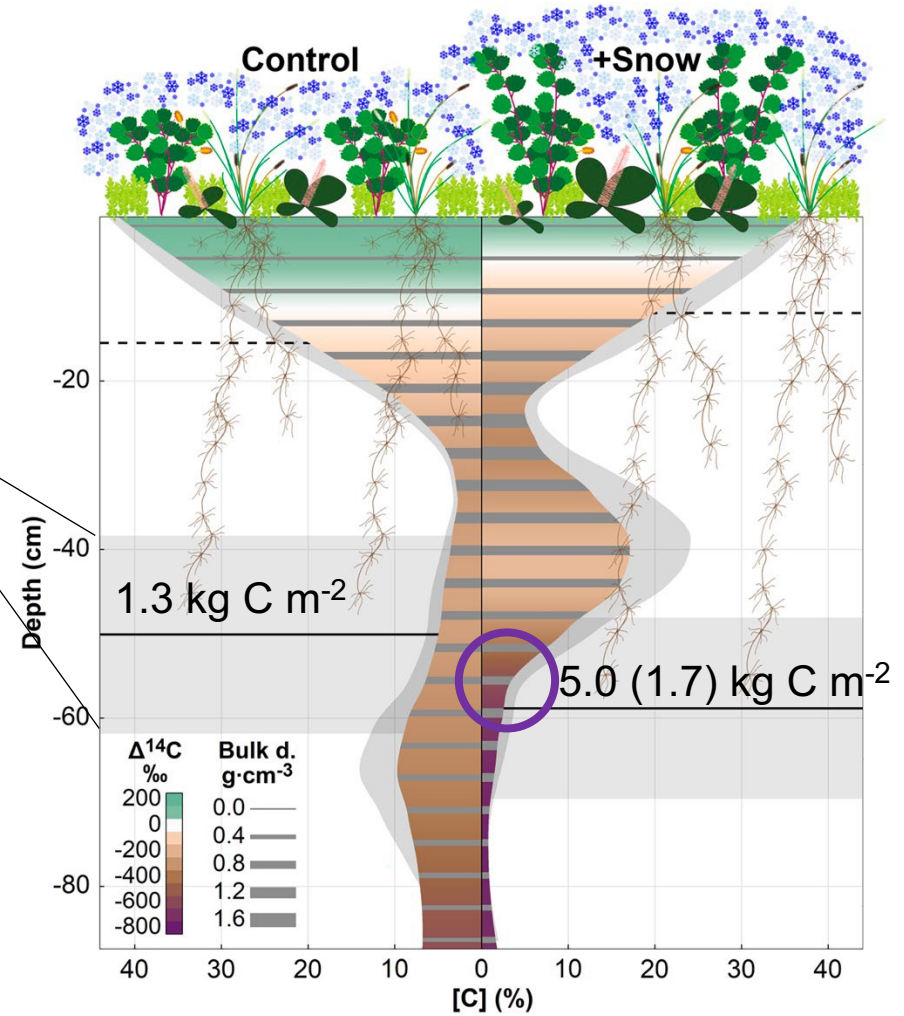 Control
+Snow
-20
-40
-60
-80
Depth (cm)
1.3 kg C m-2
5.0 (1.7) kg C m-2
Δ14C
‰
200
0
-200
-400
-600
-800
Bulk d.
g·cm-3
0.0
0.4
0.8
1.2
1.6
40 30 20 10 0 10 20 30 40
[C] (%)